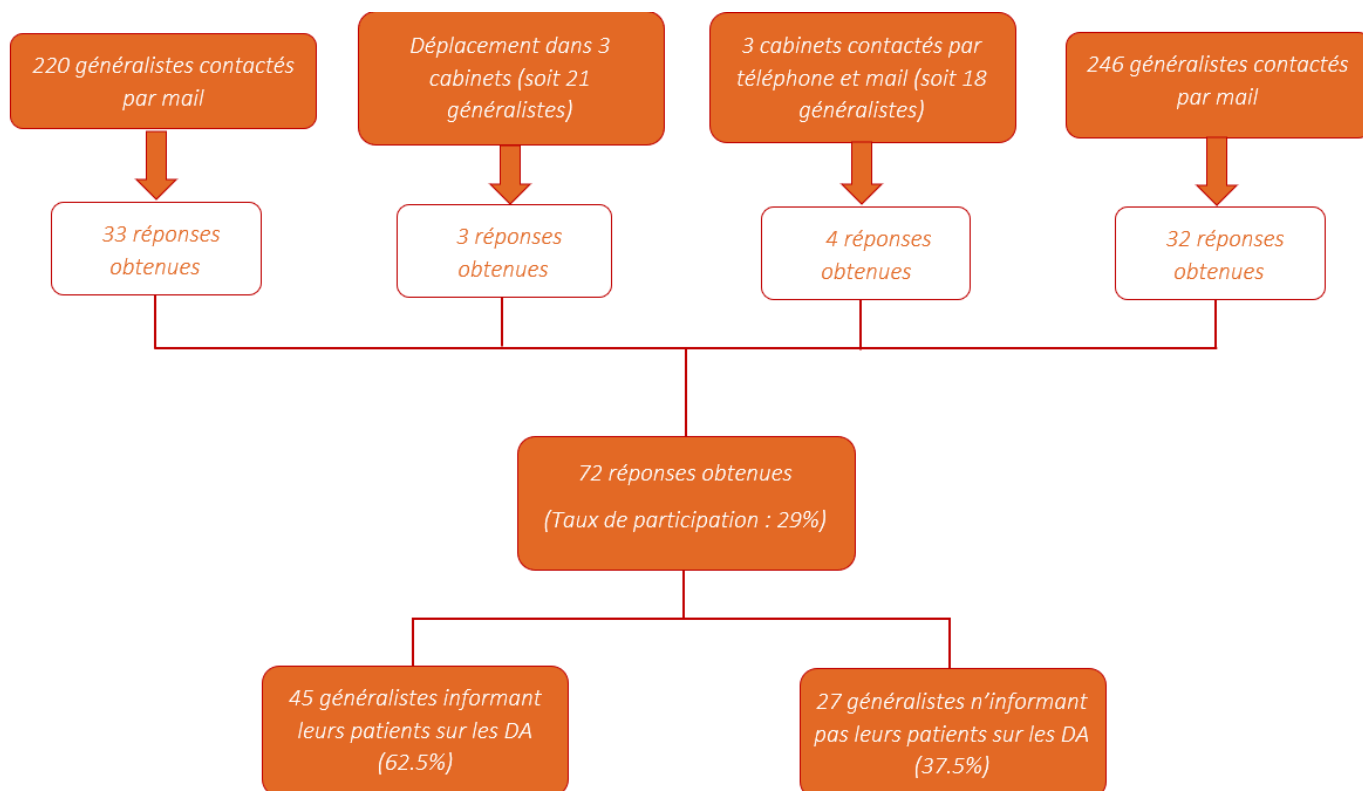 220 généralistes contactés
par mail
Déplacement dans 3
cabinets (soit 21
généralistes)
3 cabinets contactés par
téléphone et mail (soit 18
généralistes)
246 généralistes contactés
par mail
33 réponses
obtenues
3 réponses
obtenues
4 réponses
obtenues
32 réponses
obtenues
72 réponses obtenues
(Taux de participation : 29%)
45 généralistes informant
leurs patients sur les DA
(62.5%)
27 généralistes n'informant
pas leurs patients sur les DA
(37.5%)